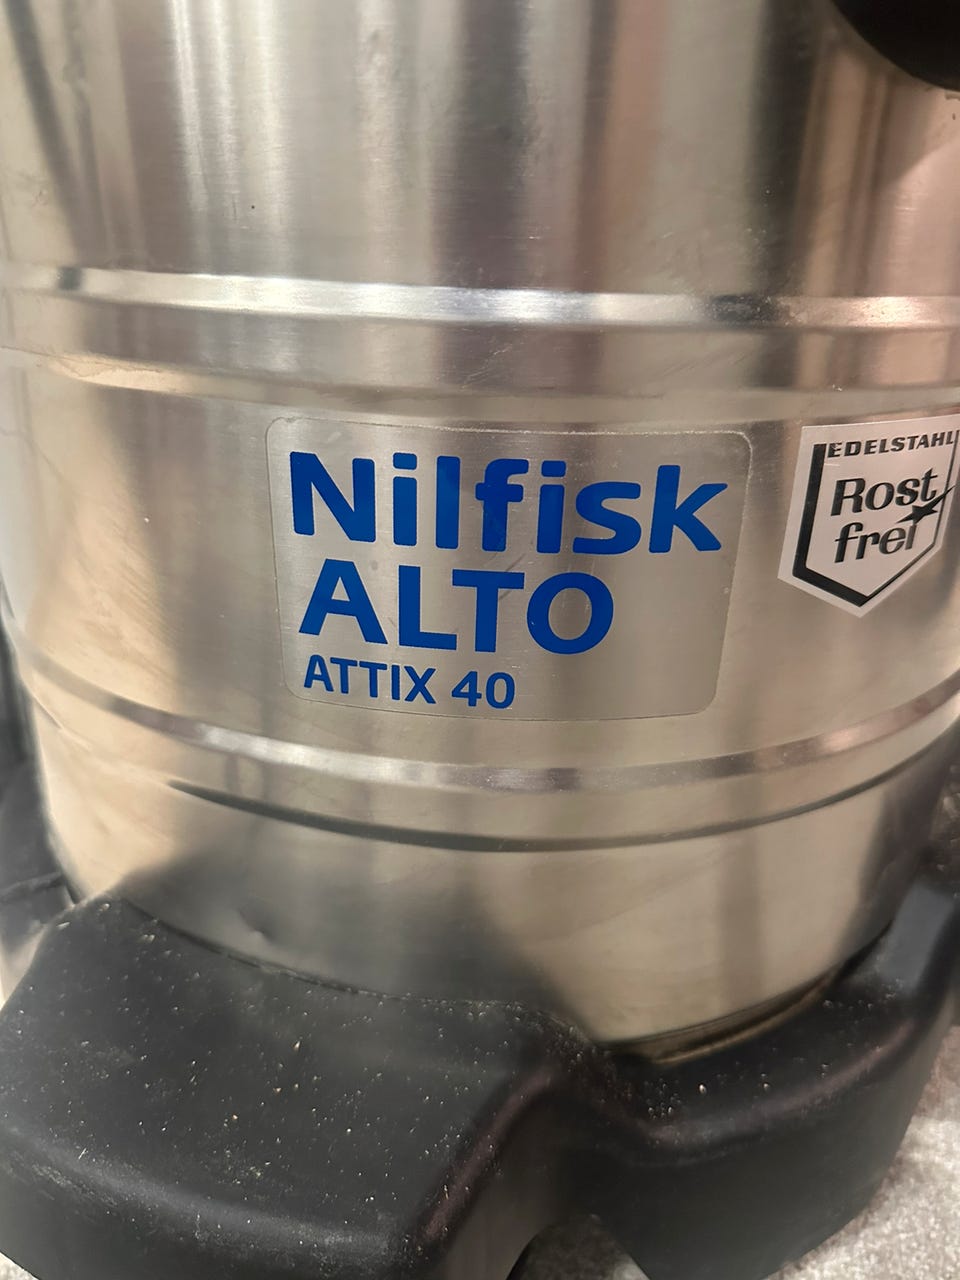 Nilfisk
ALTO
ATTIX 40
EDELSTAHL
Rost
frei